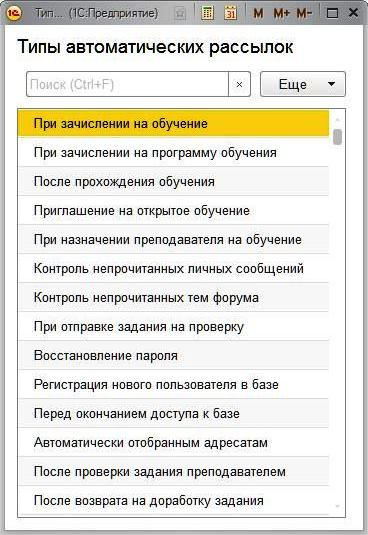 Тип... (1С:Предприятие) 31 M M+ M-
Типы автоматических рассылок
Поиск (Ctrl+F) × Еще
При зачислении на обучение
При зачислении на программу обучения
После прохождения обучения
Приглашение на открытое обучение
При назначении преподавателя на обучение
Контроль непрочитанных личных сообщений
Контроль непрочитанных тем форума
При отправке задания на проверку
Восстановление пароля
Регистрация нового пользователя в базе
Перед окончанием доступа к базе
Автоматически отобранным адресатам
После проверки задания преподавателем
После возврата на доработку задания